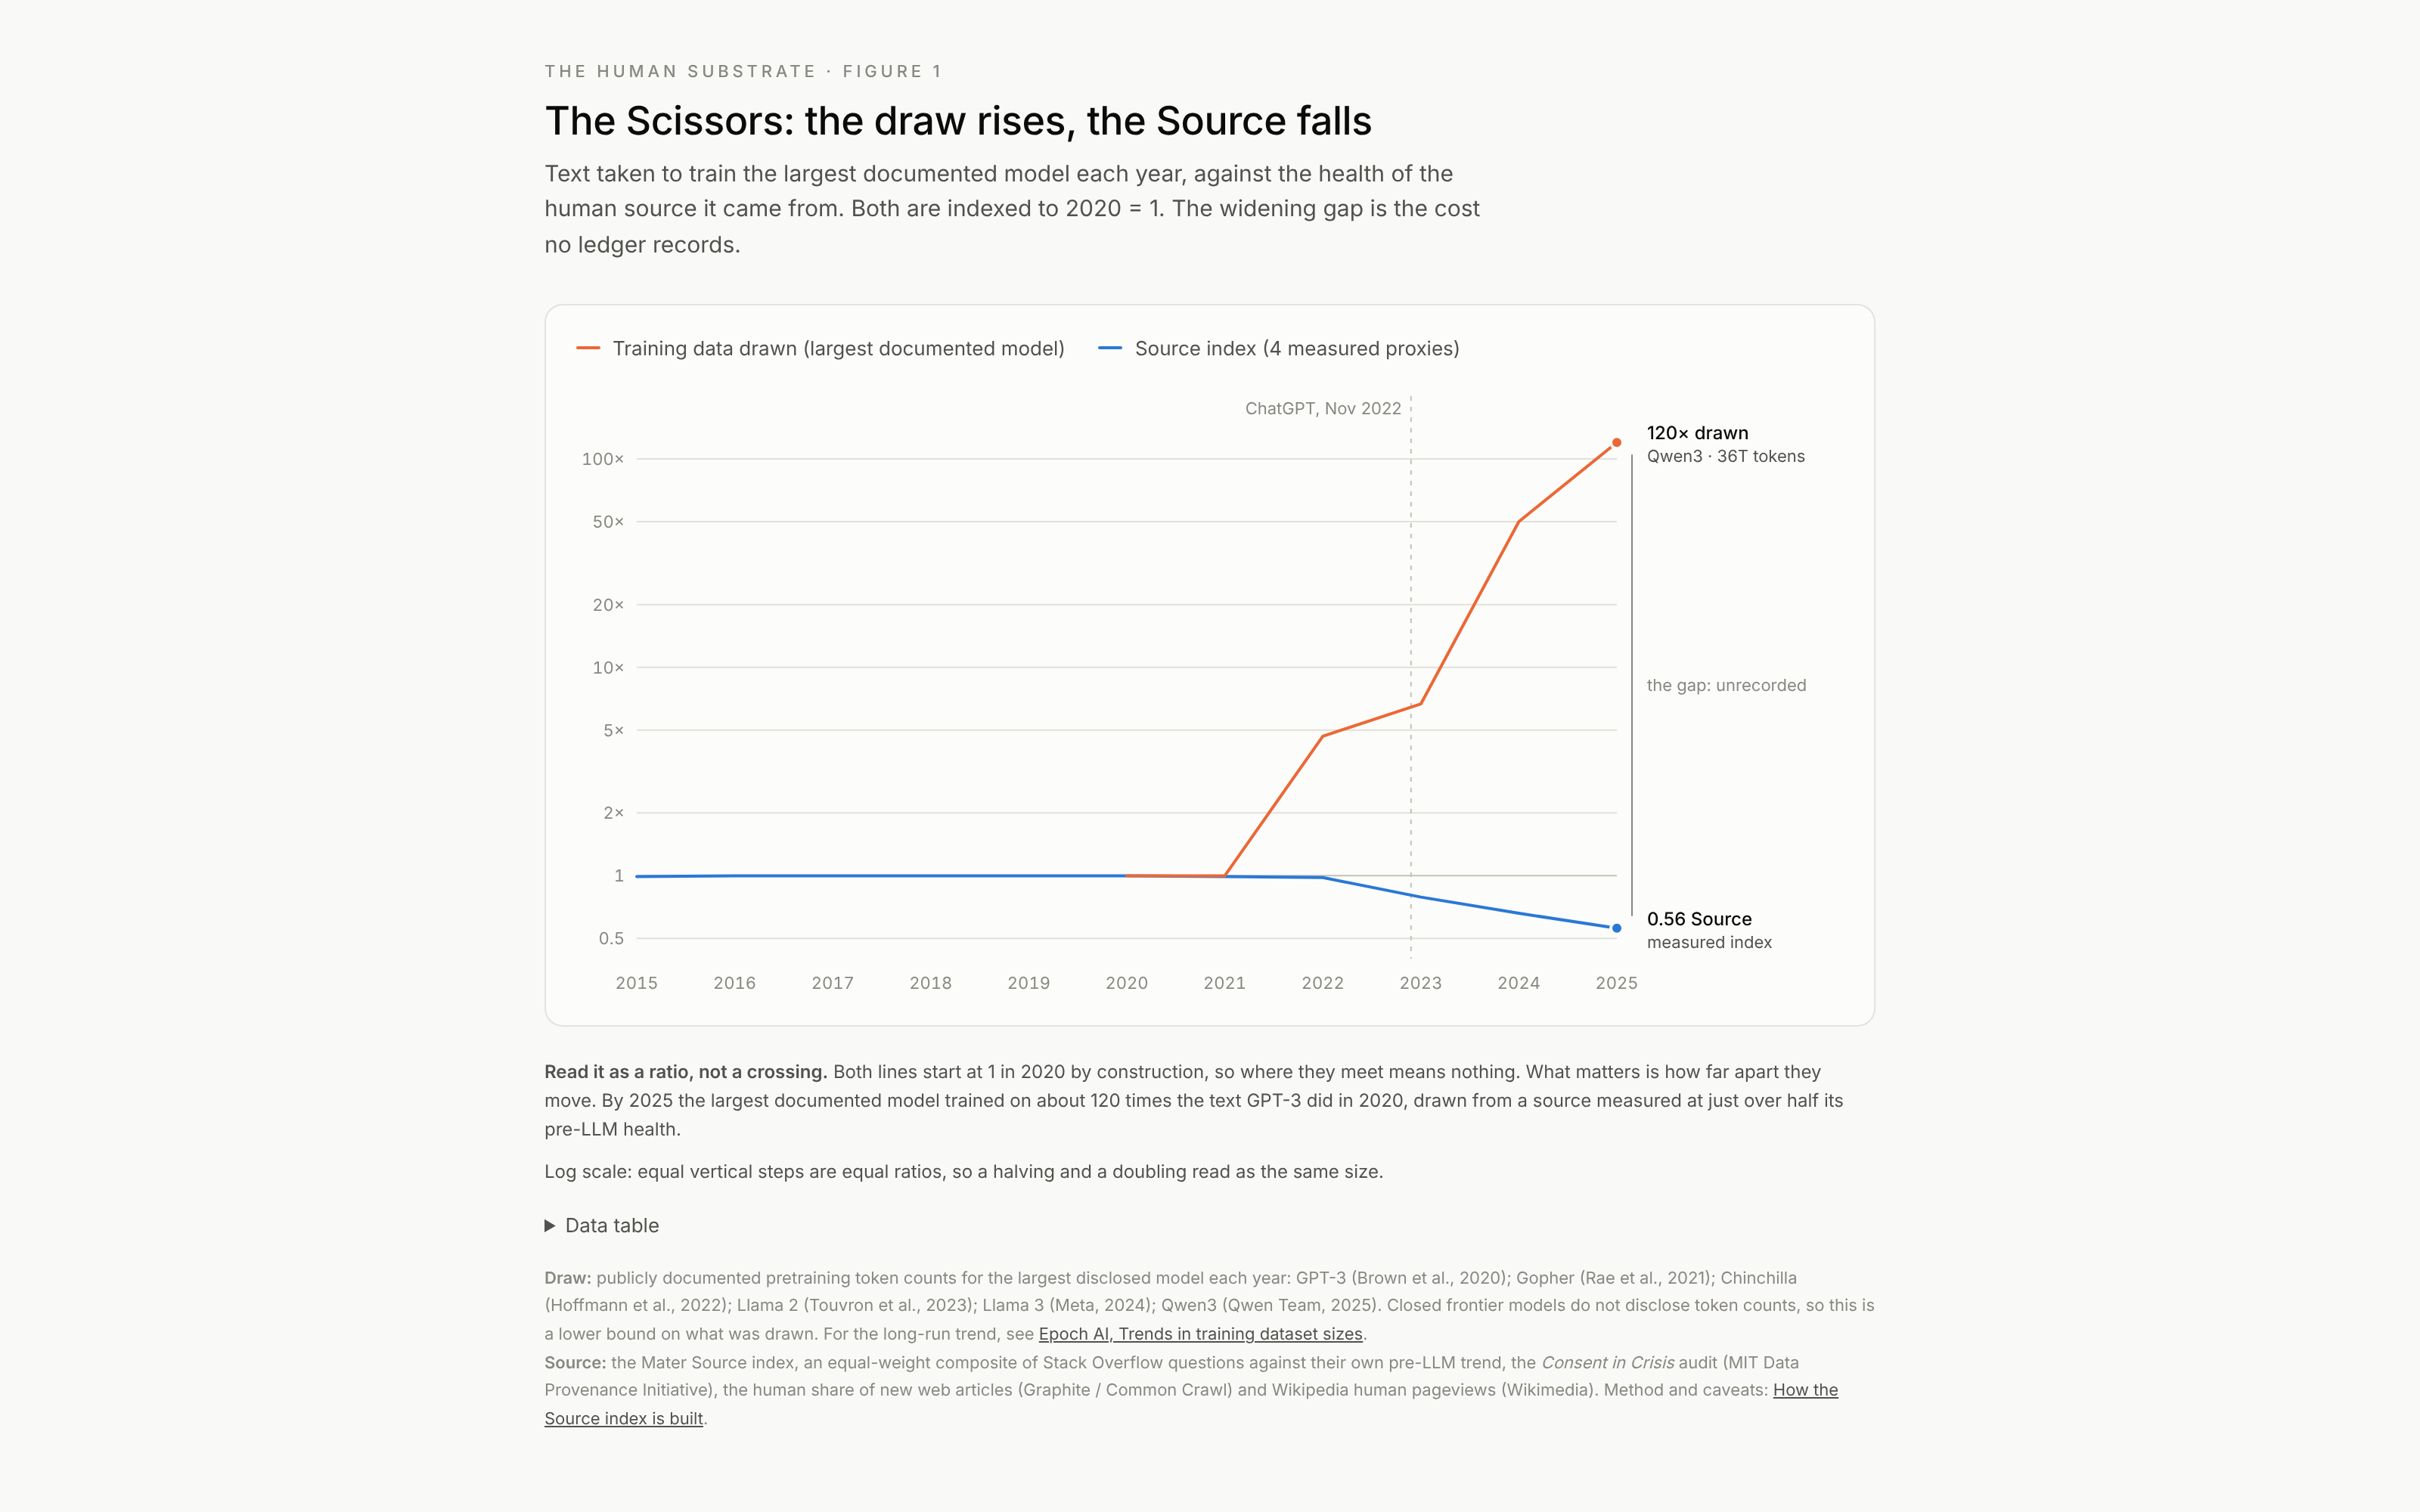 THE HUMAN SUBSTRATE · FIGURE 1
The Scissors: the draw rises, the Source falls
Text taken to train the largest documented model each year, against the health of the
human source it came from. Both are indexed to 2020 = 1. The widening gap is the cost
no ledger records.
Training data drawn (largest documented model)
Source index (4 measured proxies)
ChatGPT, Nov 2022
120× drawn
Qwen3 · 36T tokens
100×
50×
20×
10×
the gap: unrecorded
5×
2×
1
0.56 Source
measured index
0.5
2015 2016 2017 2018 2019 2020 2021 2022 2023 2024 2025
Read it as a ratio, not a crossing. Both lines start at 1 in 2020 by construction, so where they meet means nothing. What matters is how far apart they
move. By 2025 the largest documented model trained on about 120 times the text GPT-3 did in 2020, drawn from a source measured at just over half its
pre-LLM health.
Log scale: equal vertical steps are equal ratios, so a halving and a doubling read as the same size.
▶ Data table
Draw: publicly documented pretraining token counts for the largest disclosed model each year: GPT-3 (Brown et al., 2020); Gopher (Rae et al., 2021); Chinchilla
(Hoffmann et al., 2022); Llama 2 (Touvron et al., 2023); Llama 3 (Meta, 2024); Qwen3 (Qwen Team, 2025). Closed frontier models do not disclose token counts, so this is
a lower bound on what was drawn. For the long-run trend, see Epoch AI, Trends in training dataset sizes.
Source: the Mater Source index, an equal-weight composite of Stack Overflow questions against their own pre-LLM trend, the Consent in Crisis audit (MIT Data
Provenance Initiative), the human share of new web articles (Graphite / Common Crawl) and Wikipedia human pageviews (Wikimedia). Method and caveats: How the
Source index is built.